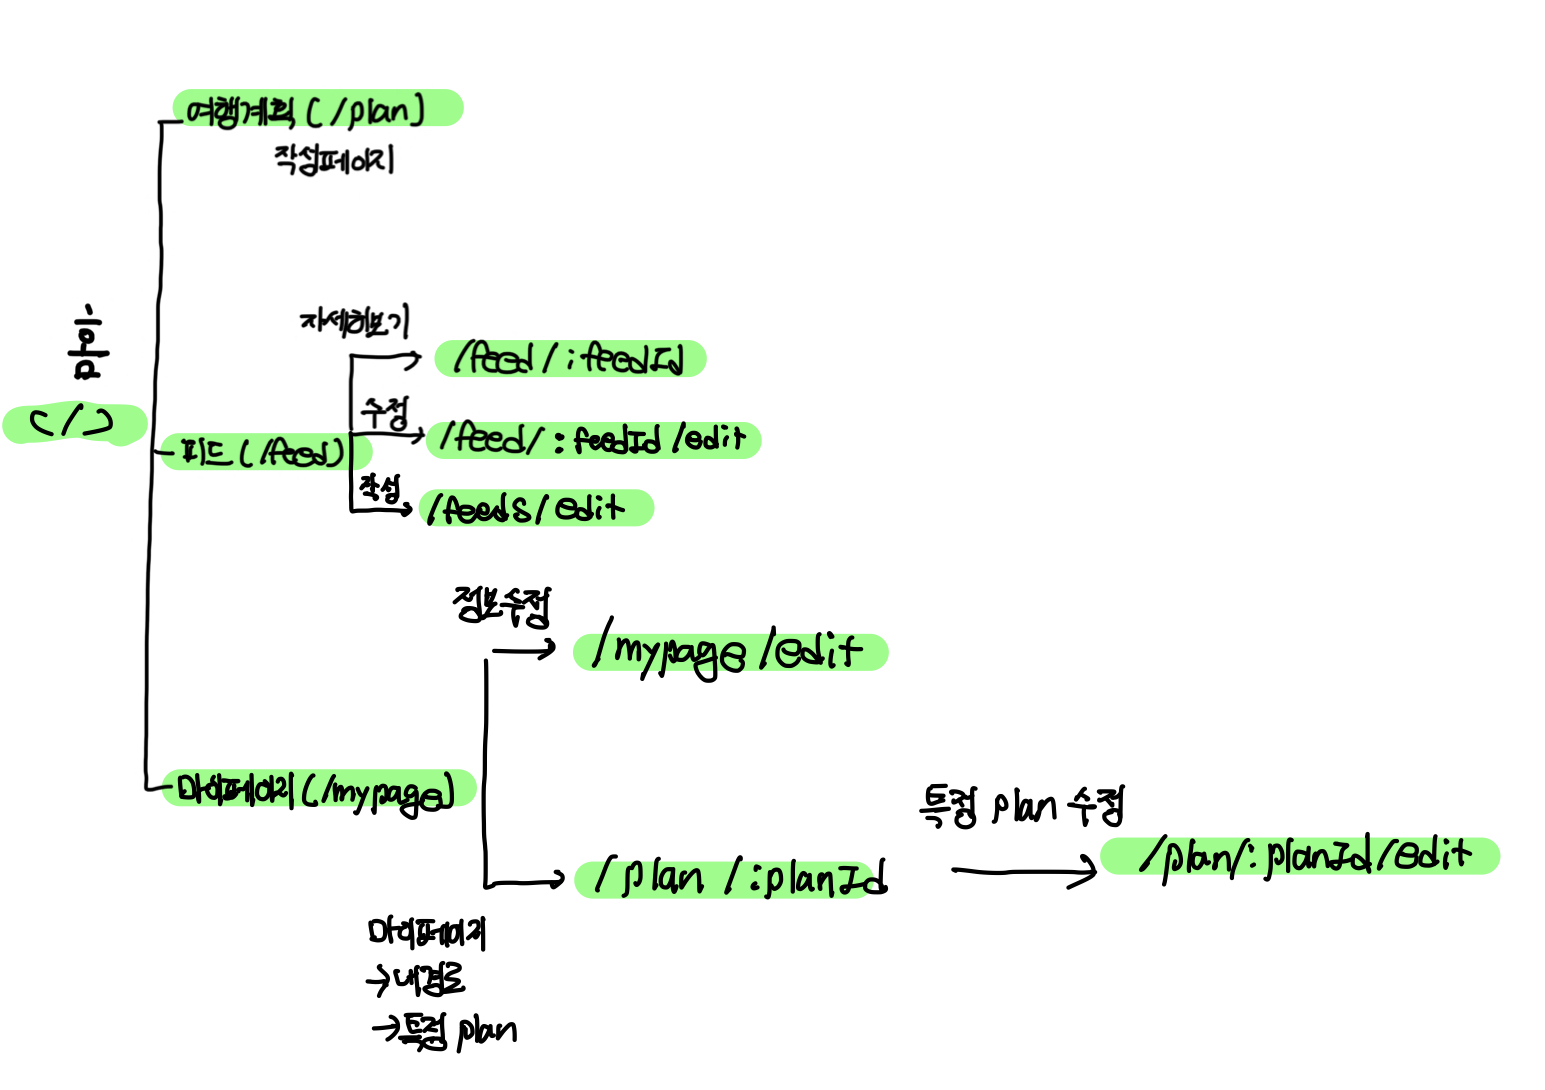 여행계획 (/plan)
작성페이지
메인
(/)
피드 (/feed)
자세히보기
/feed/:feedId
수정
/feed/:feedId/edit
작성
/feeds/edit
마이페이지 (/mypage)
정보수정
/mypage/edit
/plan/:planId
마이페이지
→내경로
→특정 plan
특정 plan 수정
/plan/:planId/edit